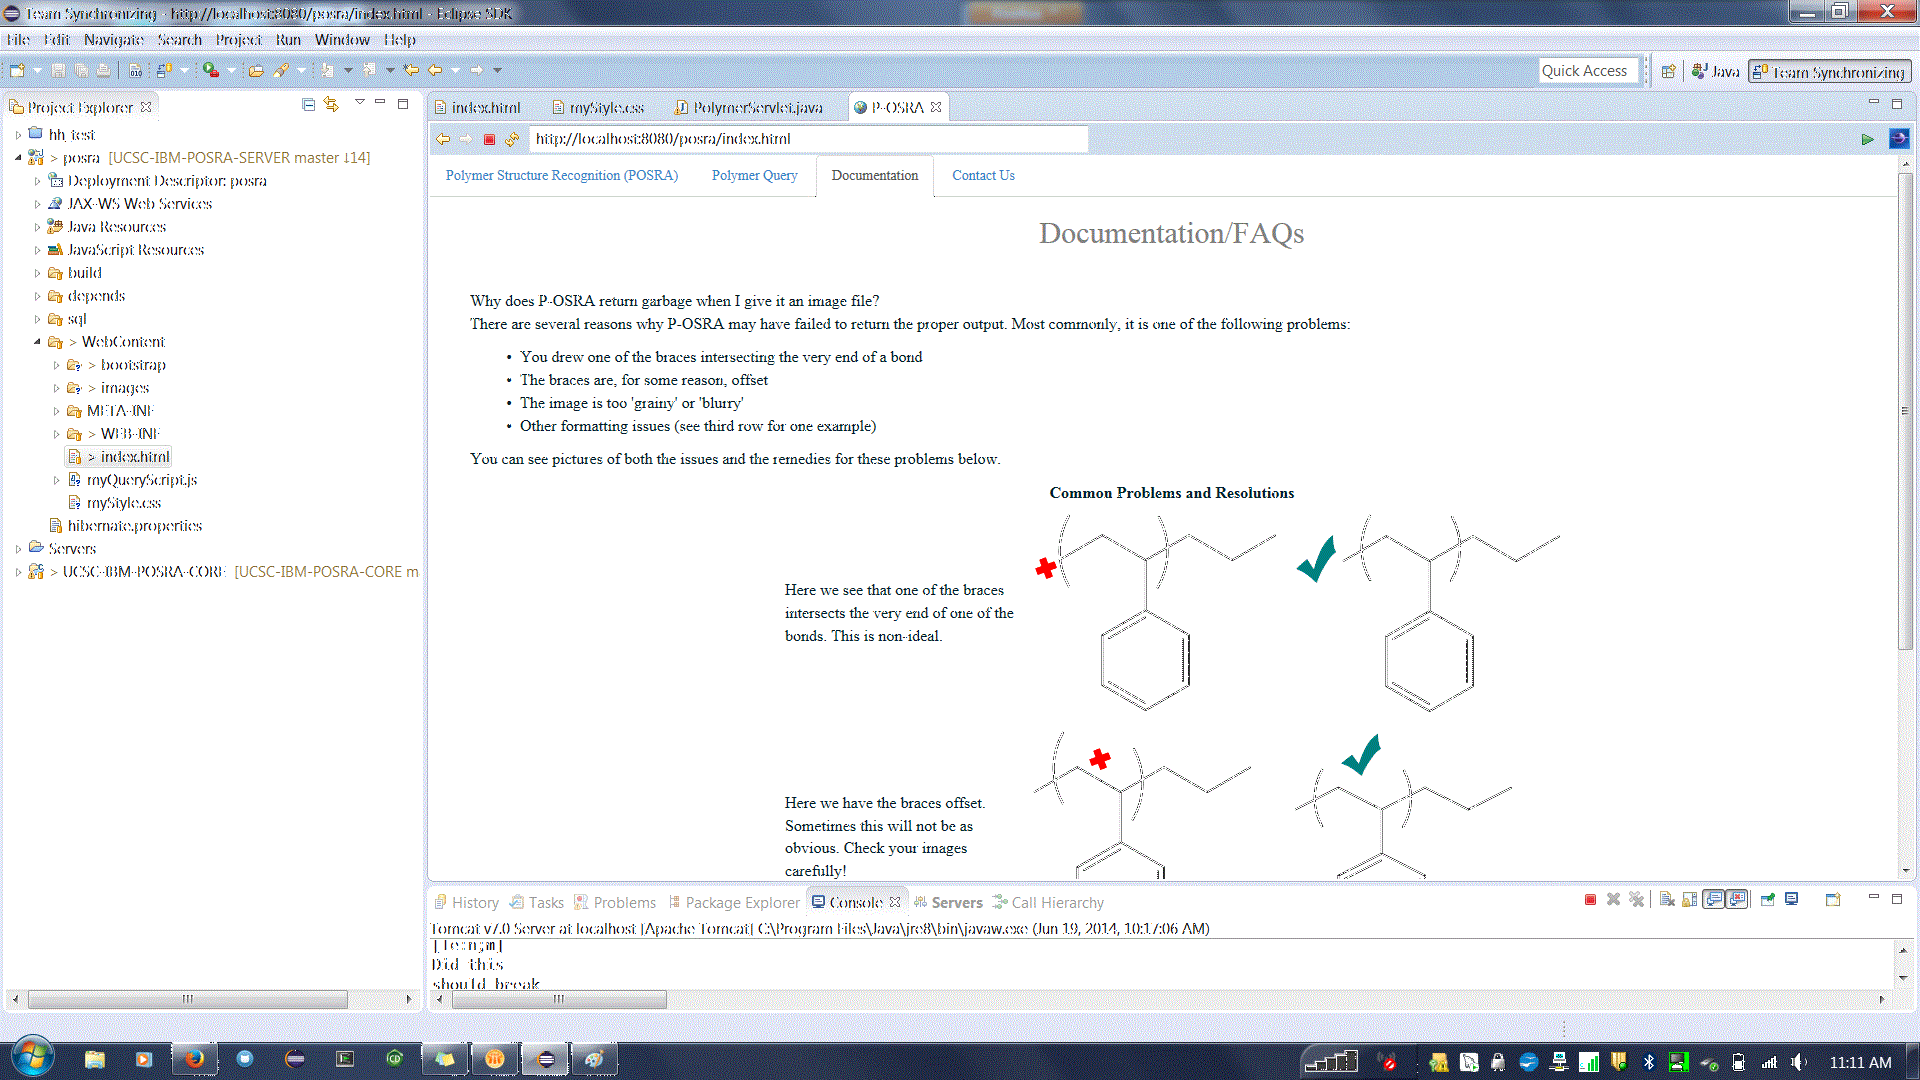 Team Synchronizing - http://localhost:8080/posra/index.html - Eclipse SDK
File Edit Navigate Search Project Run Window Help
Quick Access
Java
Team Synchronizing
Project Explorer
hh_test
> posra [UCSC-IBM-POSRA-SERVER master ↓14]
Deployment Descriptor: posra
JAX-WS Web Services
Java Resources
JavaScript Resources
build
depends
sql
> WebContent
> bootstrap
> images
META-INF
> WEB-INF
> index.html
myQueryScript.js
myStyle.css
hibernate.properties
Servers
> UCSC-IBM-POSRA-CORE [UCSC-IBM-POSRA-CORE m
index.html
myStyle.css
PolymerServlet.java
P-OSRA
http://localhost:8080/posra/index.html
Polymer Structure Recognition (POSRA)
Polymer Query
Documentation
Contact Us
Documentation/FAQs
Why does P-OSRA return garbage when I give it an image file?
There are several reasons why P-OSRA may have failed to return the proper output. Most commonly, it is one of the following problems:
• You drew one of the braces intersecting the very end of a bond
• The braces are, for some reason, offset
• The image is too 'grainy' or 'blurry'
• Other formatting issues (see third row for one example)
You can see pictures of both the issues and the remedies for these problems below.
Common Problems and Resolutions
Here we see that one of the braces
intersects the very end of one of the
bonds. This is non-ideal.
Here we have the braces offset.
Sometimes this will not be as
obvious. Check your images
carefully!
History
Tasks
Problems
Package Explorer
Console
Servers
Call Hierarchy
Tomcat v7.0 Server at localhost [Apache Tomcat] C:\Program Files\Java\jre8\bin\javaw.exe (Jun 19, 2014, 10:17:06 AM)
Did this
should break
11:11 AM